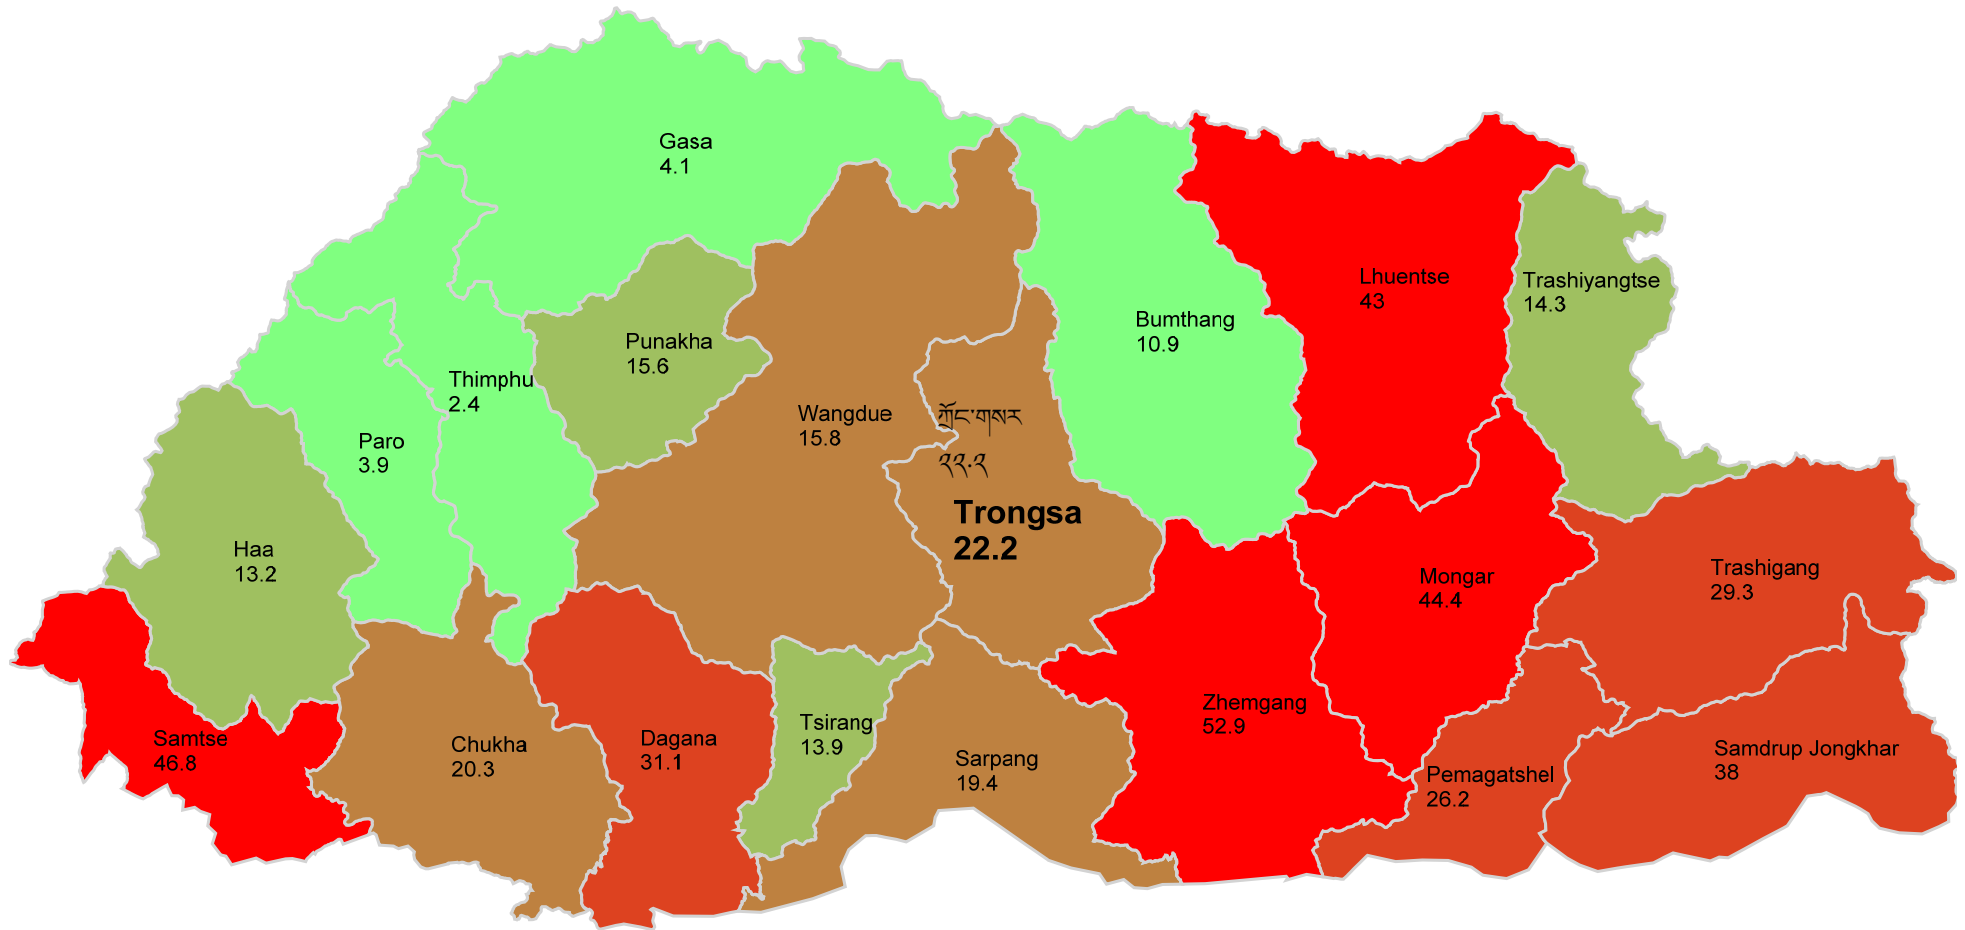 Gasa
4.1
Lhuentse
43
Trashiyangtse
14.3
Bumthang
10.9
Punakha
15.6
Thimphu
2.4
Wangdue
15.8
ཀྲོང་གསར
༢༢.༢
Trongsa
22.2
Paro
3.9
Haa
13.2
Mongar
44.4
Trashigang
29.3
Zhemgang
52.9
Samtse
46.8
Chukha
20.3
Dagana
31.1
Tsirang
13.9
Sarpang
19.4
Pemagatshel
26.2
Samdrup Jongkhar
38